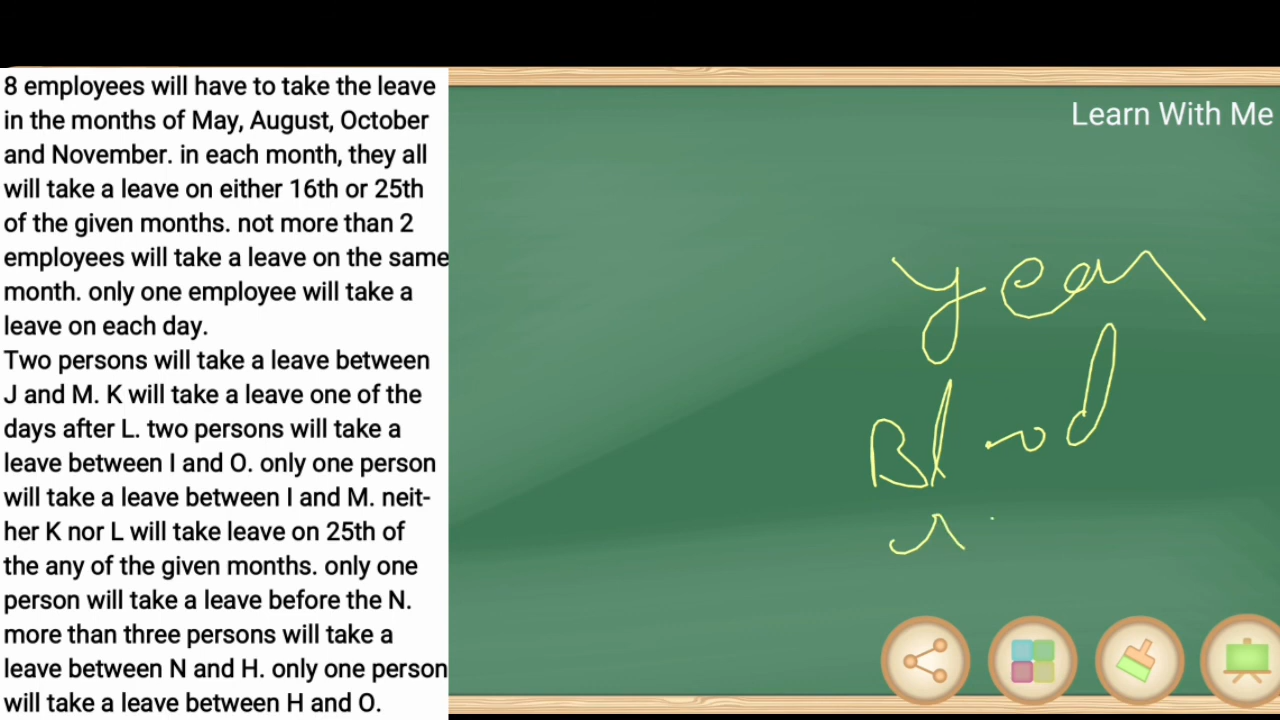 8 employees will have to take the leave
in the months of May, August, October
and November. in each month, they all
will take a leave on either 16th or 25th
of the given months. not more than 2
employees will take a leave on the same
month. only one employee will take a
leave on each day.
Two persons will take a leave between
J and M. K will take a leave one of the
days after L. two persons will take a
leave between I and O. only one person
will take a leave between I and M. neit-
her K nor L will take leave on 25th of
the any of the given months. only one
person will take a leave before the N.
more than three persons will take a
leave between N and H. only one person
will take a leave between H and O.
Learn With Me
year
Blood